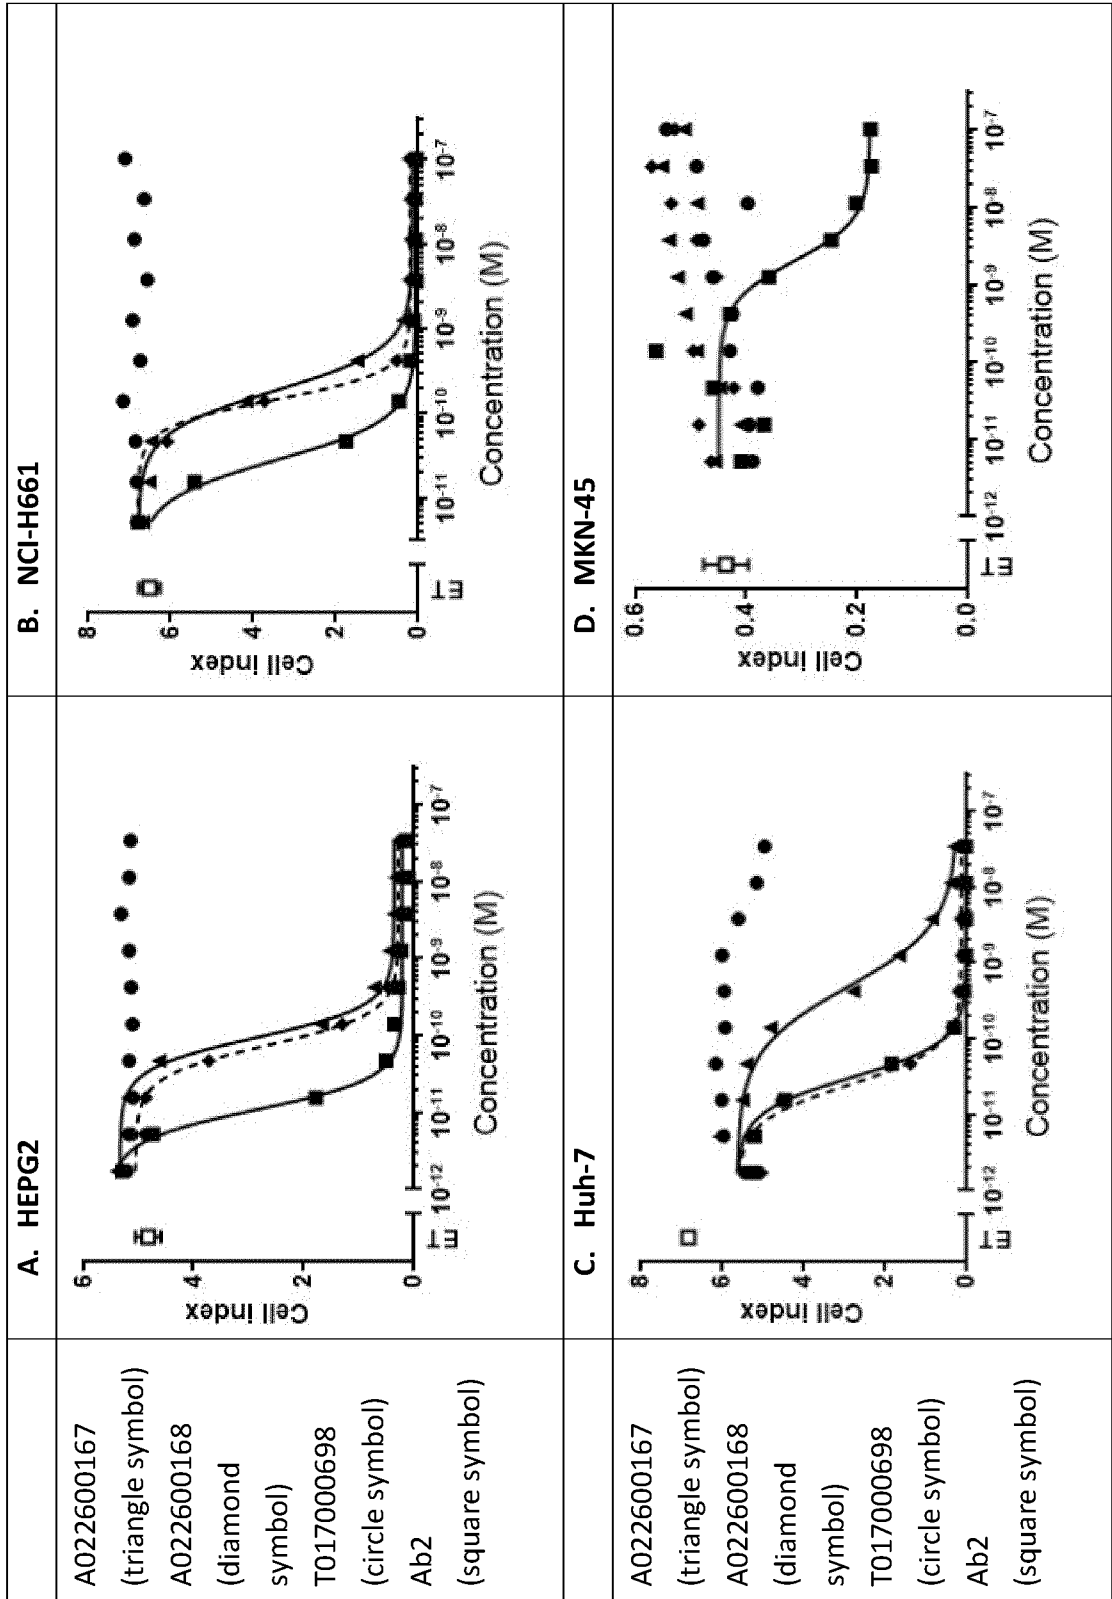 A. HEPG2
B. NCI-H661
A022600167
(triangle symbol)
A022600168
(diamond
symbol)
T017000698
(circle symbol)
Ab2
(square symbol)
Cell index
6
4
2
0
ET
10-12
10-11
10-10
10-9
10-8
10-7
Concentration (M)
Cell index
8
6
4
2
0
ET
10-11
10-10
10-9
10-8
10-7
Concentration (M)
C. Huh-7
D. MKN-45
A022600167
(triangle symbol)
A022600168
(diamond
symbol)
T017000698
(circle symbol)
Ab2
(square symbol)
Cell index
8
6
4
2
0
ET
10-12
10-11
10-10
10-9
10-8
10-7
Concentration (M)
Cell index
0.6
0.4
0.2
0.0
ET
10-12
10-11
10-10
10-9
10-8
10-7
Concentration (M)